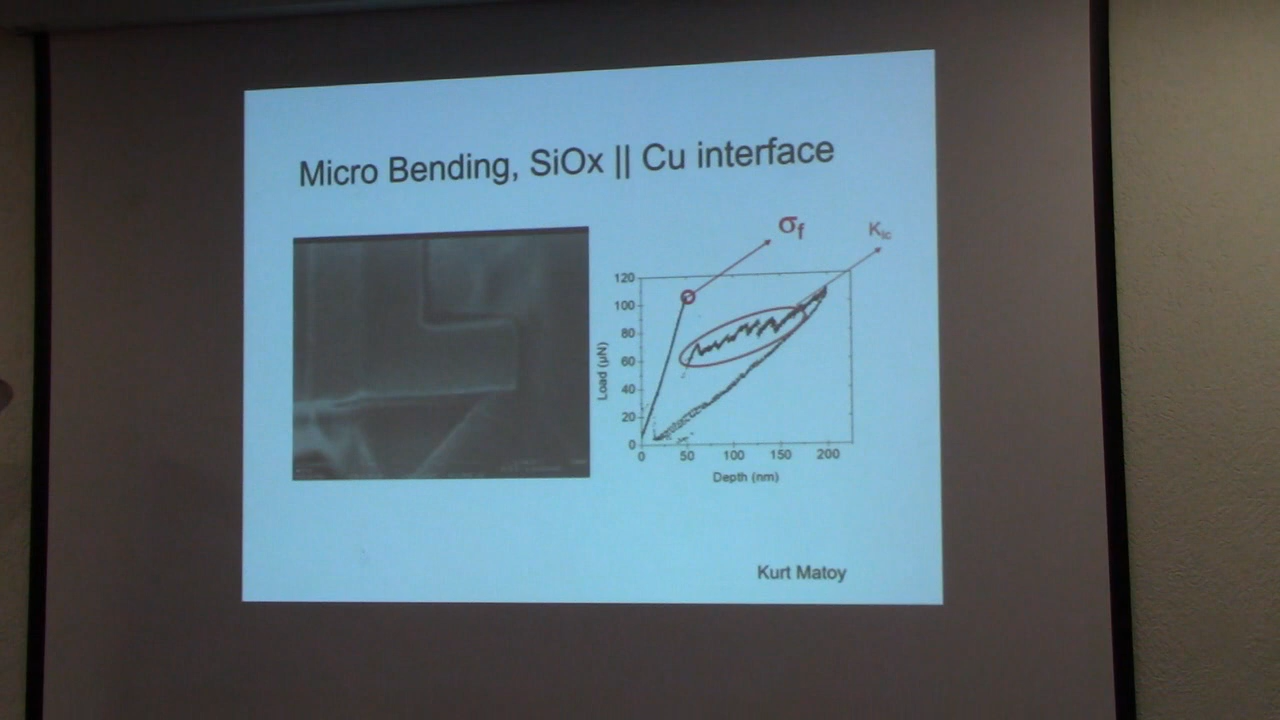 Micro Bending, SiOx || Cu interface
σf
KIc
120
100
80
60
40
20
0
Load (µN)
0 50 100 150 200
Depth (nm)
Kurt Matoy